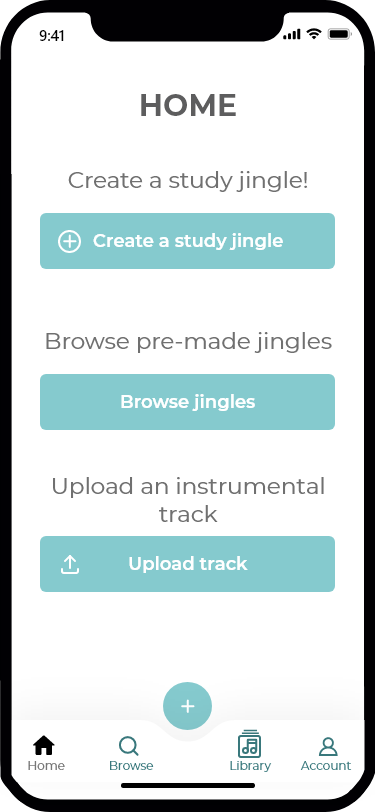 9:41
HOME
Create a study jingle!
Create a study jingle
Browse pre-made jingles
Browse jingles
Upload an instrumental
track
Upload track
Home Browse Library Account